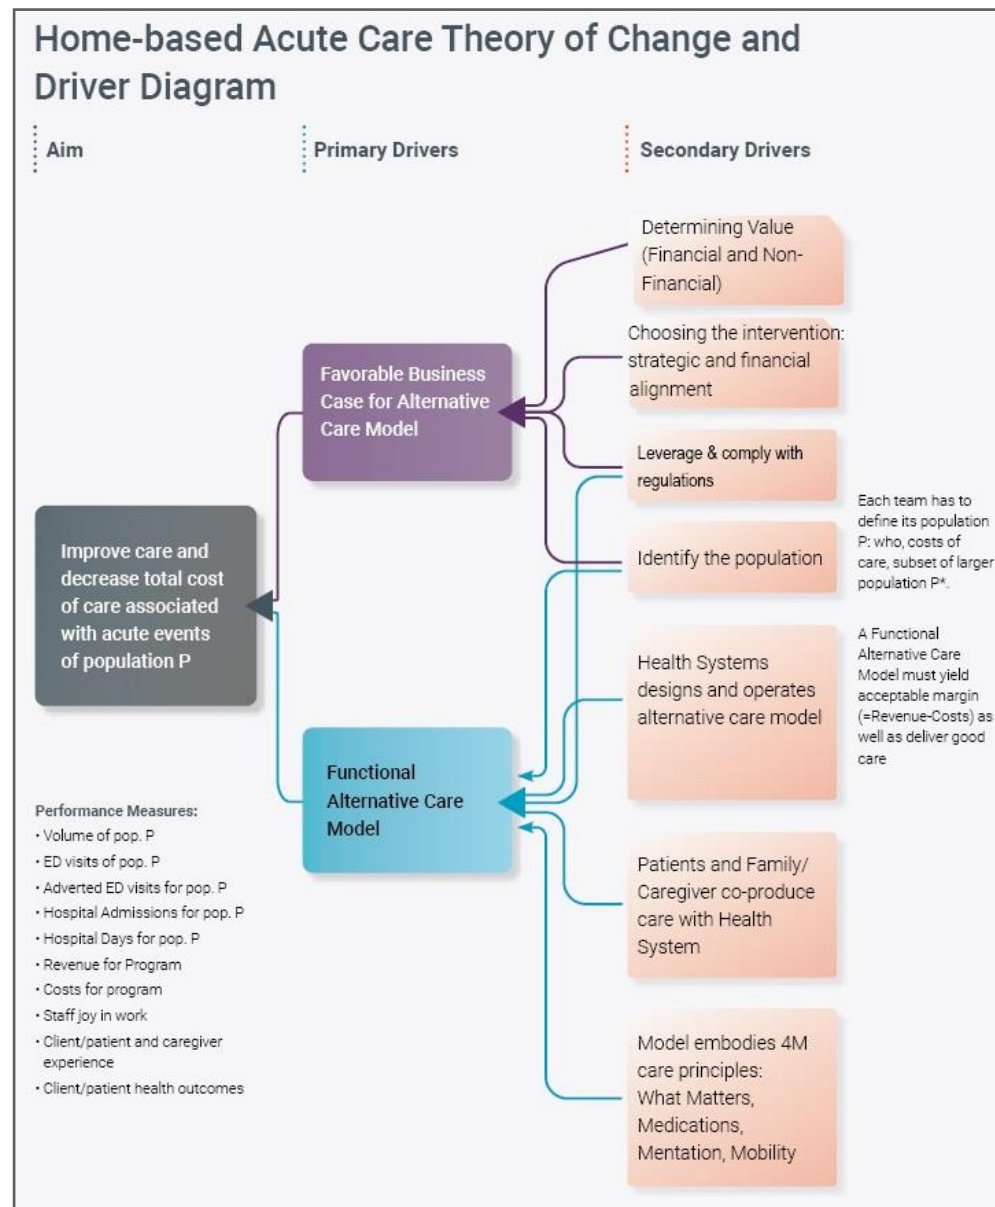 Home-based Acute Care Theory of Change and
Driver Diagram
Aim
Primary Drivers
Secondary Drivers
Determining Value
(Financial and Non-
Financial)
Choosing the intervention:
strategic and financial
alignment
Favorable Business
Case for Alternative
Care Model
Leverage & comply with
regulations
Identify the population
Each team has to
define its population
P: who, costs of
care, subset of larger
population P*.
Improve care and
decrease total cost
of care associated
with acute events
of population P
Health Systems
designs and operates
alternative care model
A Functional
Alternative Care
Model must yield
acceptable margin
(=Revenue-Costs) as
well as deliver good
care
Functional
Alternative Care
Model
Patients and Family/
Caregiver co-produce
care with Health
System
Model embodies 4M
care principles:
What Matters,
Medications,
Mentation, Mobility
Performance Measures:
• Volume of pop. P
• ED visits of pop. P
• Adverted ED visits for pop. P
• Hospital Admissions for pop. P
• Hospital Days for pop. P
• Revenue for Program
• Costs for program
• Staff joy in work
• Client/patient and caregiver
experience
• Client/patient health outcomes